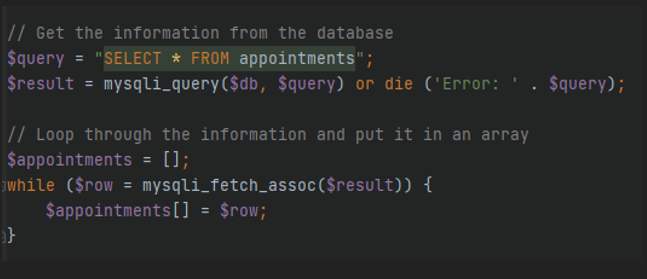 // Get the information from the database
$query = "SELECT * FROM appointments";
$result = mysqli_query($db, $query) or die ('Error: ' . $query);
// Loop through the information and put it in an array
$appointments = [];
while ($row = mysqli_fetch_assoc($result)) {
$appointments[] = $row;
}